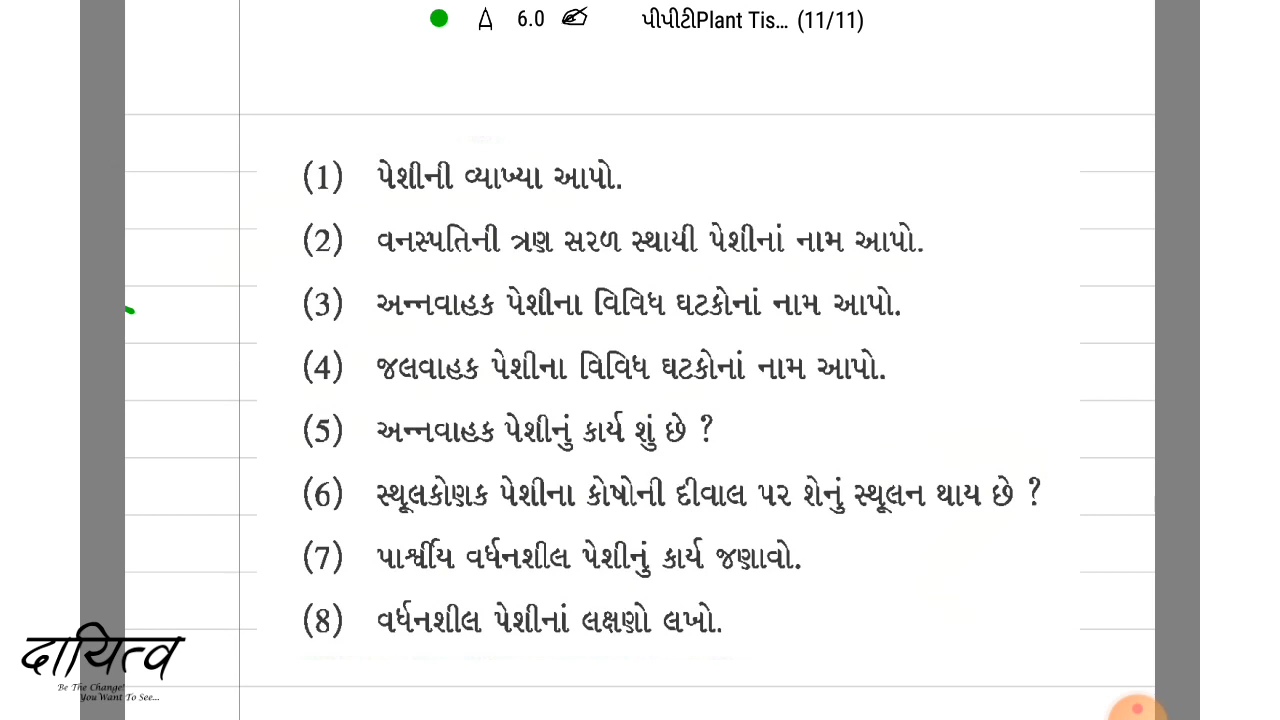 6.0 પીપીટીPlant Tis... (11/11)
(1) પેશીની વ્યાખ્યા આપો.
(2) વનસ્પતિની ત્રણ સરળ સ્થાયી પેશીનાં નામ આપો.
(3) અન્નવાહક પેશીના વિવિધ ઘટકોનાં નામ આપો.
(4) જલવાહક પેશીના વિવિધ ઘટકોનાં નામ આપો.
(5) અન્નવાહક પેશીનું કાર્ય શું છે ?
(6) સ્થૂલકોણક પેશીના કોષોની દીવાલ પર શેનું સ્થૂલન થાય છે ?
(7) પાર્શ્વીય વર્ધનશીલ પેશીનું કાર્ય જણાવો.
(8) વર્ધનશીલ પેશીનાં લક્ષણો લખો.
दायित्व
Be The Change!
You Want To See...